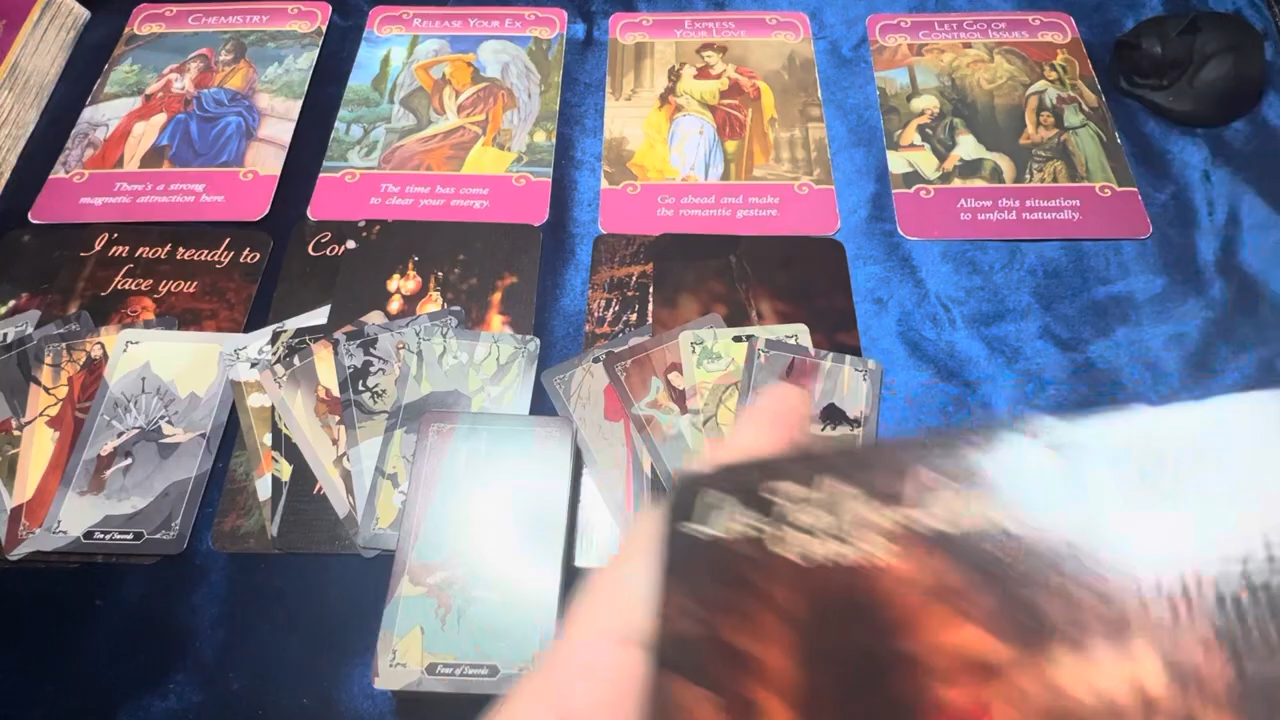 CHEMISTRY
There's a strong
magnetic attraction here.
RELEASE YOUR EX
The time has come
to clear your energy.
EXPRESS
YOUR LOVE
Go ahead and make
the romantic gesture.
LET GO OF
CONTROL ISSUES
Allow this situation
to unfold naturally.
I'm not ready to
face you
Ten of Swords
Four of Swords